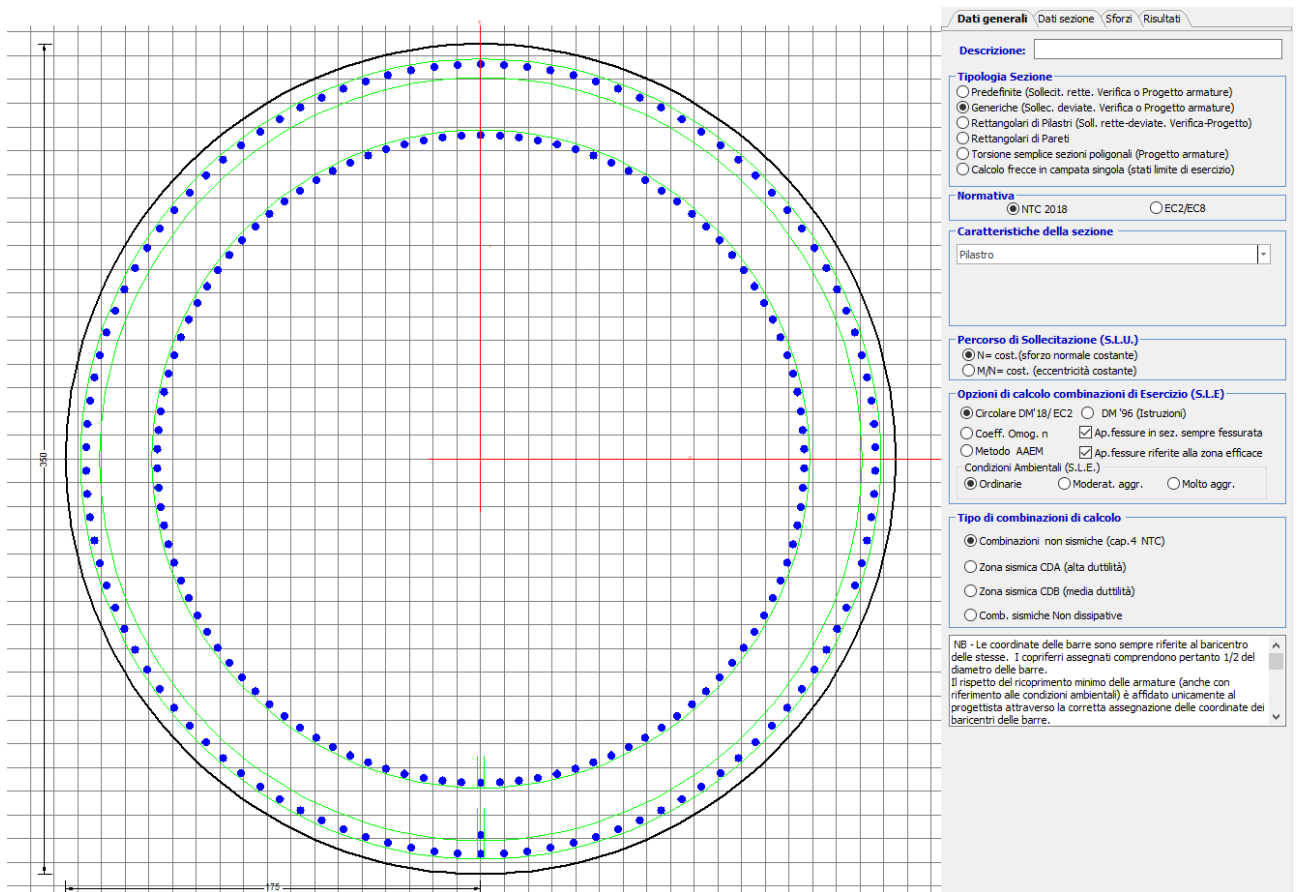 Dati generali Dati sezione Sforzi Risultati
Descrizione:
Tipologia Sezione
Predefinite (Sollecit. rette. Verifica o Progetto armature)
Generiche (Sollec. deviate. Verifica o Progetto armature)
Rettangolari di Pilastri (Soll. rette-deviate. Verifica-Progetto)
Rettangolari di Pareti
Torsione semplice sezioni poligonali (Progetto armature)
Calcolo frecce in campata singola (stati limite di esercizio)
Normativa
NTC 2018 EC2/EC8
Caratteristiche della sezione
Pilastro
Percorso di Sollecitazione (S.L.U.)
N= cost.(sforzo normale costante)
M/N= cost. (eccentricità costante)
Opzioni di calcolo combinazioni di Esercizio (S.L.E)
Circolare DM'18/ EC2 DM '96 (Istruzioni)
Coeff. Omog. n Ap.fessure in sez. sempre fessurata
Metodo AAEM Ap.fessure riferite alla zona efficace
Condizioni Ambientali (S.L.E.)
Ordinarie Moderat. aggr. Molto aggr.
Tipo di combinazioni di calcolo
Combinazioni non sismiche (cap.4 NTC)
Zona sismica CDA (alta duttilità)
Zona sismica CDB (media duttilità)
Comb. sismiche Non dissipative
NB - Le coordinate delle barre sono sempre riferite al baricentro
delle stesse. I copriferri assegnati comprendono pertanto 1/2 del
diametro delle barre.
Il rispetto del ricoprimento minimo delle armature (anche con
riferimento alle condizioni ambientali) è affidato unicamente al
progettista attraverso la corretta assegnazione delle coordinate dei
baricentri delle barre.
350
175